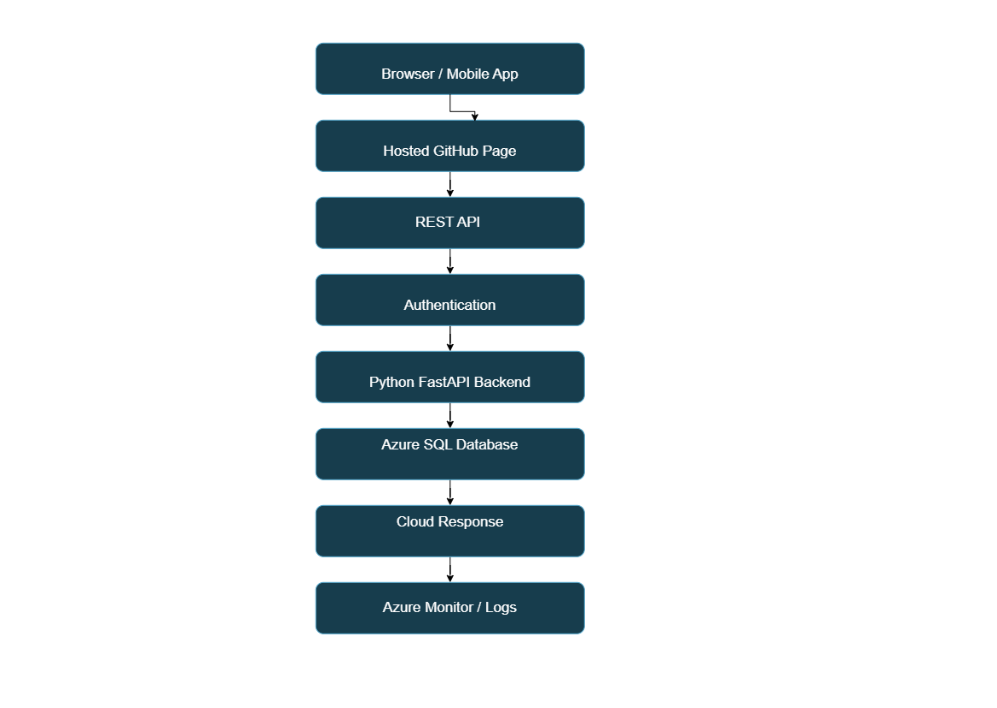 Browser / Mobile App
Hosted GitHub Page
REST API
Authentication
Python FastAPI Backend
Azure SQL Database
Cloud Response
Azure Monitor / Logs